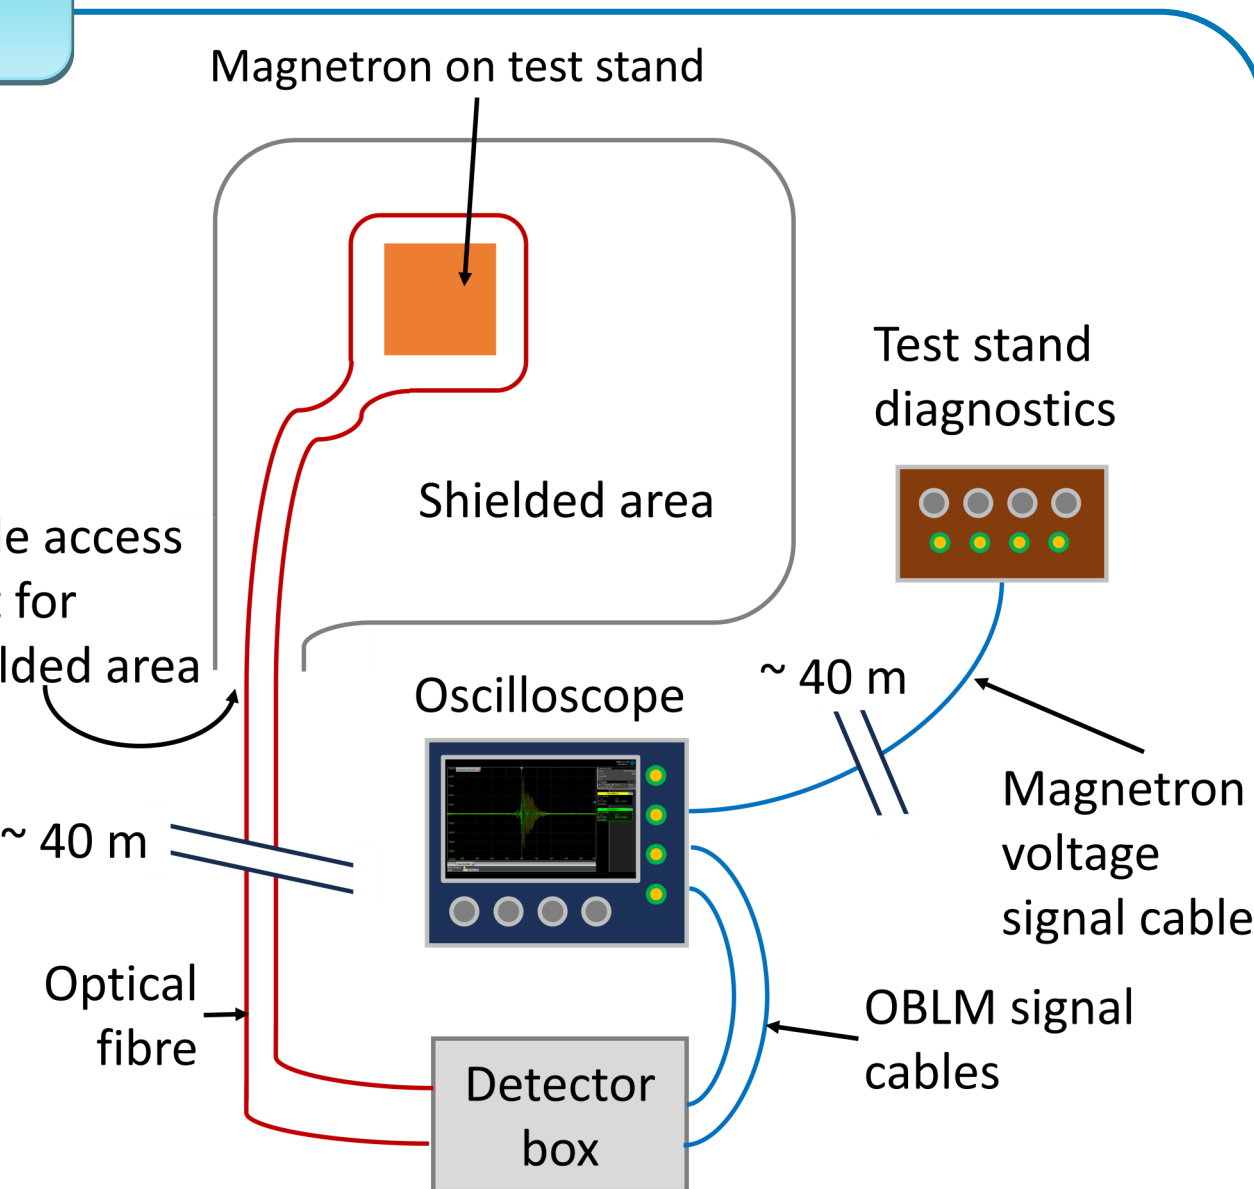 Magnetron on test stand
Test stand
diagnostics
Shielded area
access
for
area
Oscilloscope
~ 40 m
Magnetron
voltage
signal cable
~ 40 m
Optical
fibre
OBLM signal
cables
Detector
box